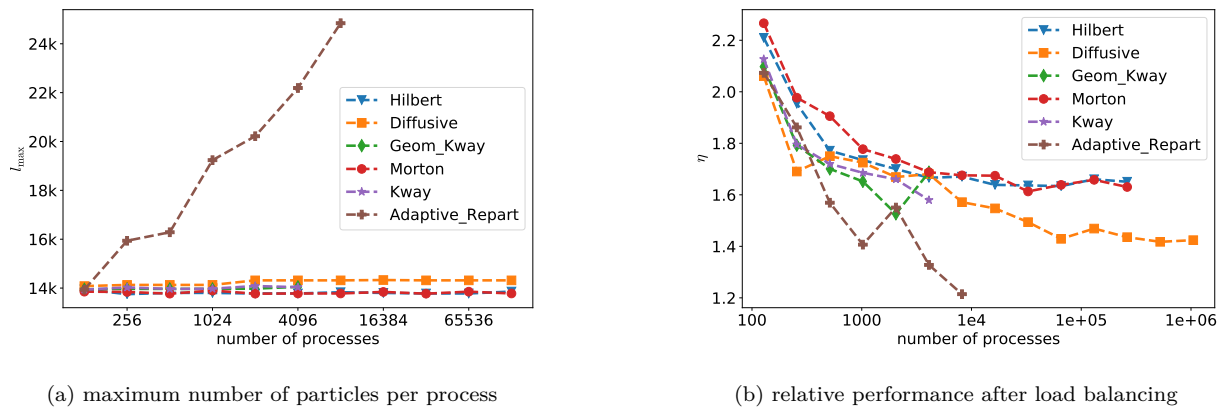 24k
22k
20k
18k
16k
14k
l_max
Hilbert
Diffusive
Geom_Kway
Morton
Kway
Adaptive_Repart
256
1024
4096
16384
65536
number of processes
(a) maximum number of particles per process
2.2
2.0
1.8
1.6
1.4
1.2
η
Hilbert
Diffusive
Geom_Kway
Morton
Kway
Adaptive_Repart
100
1000
1e+4
1e+05
1e+06
number of processes
(b) relative performance after load balancing